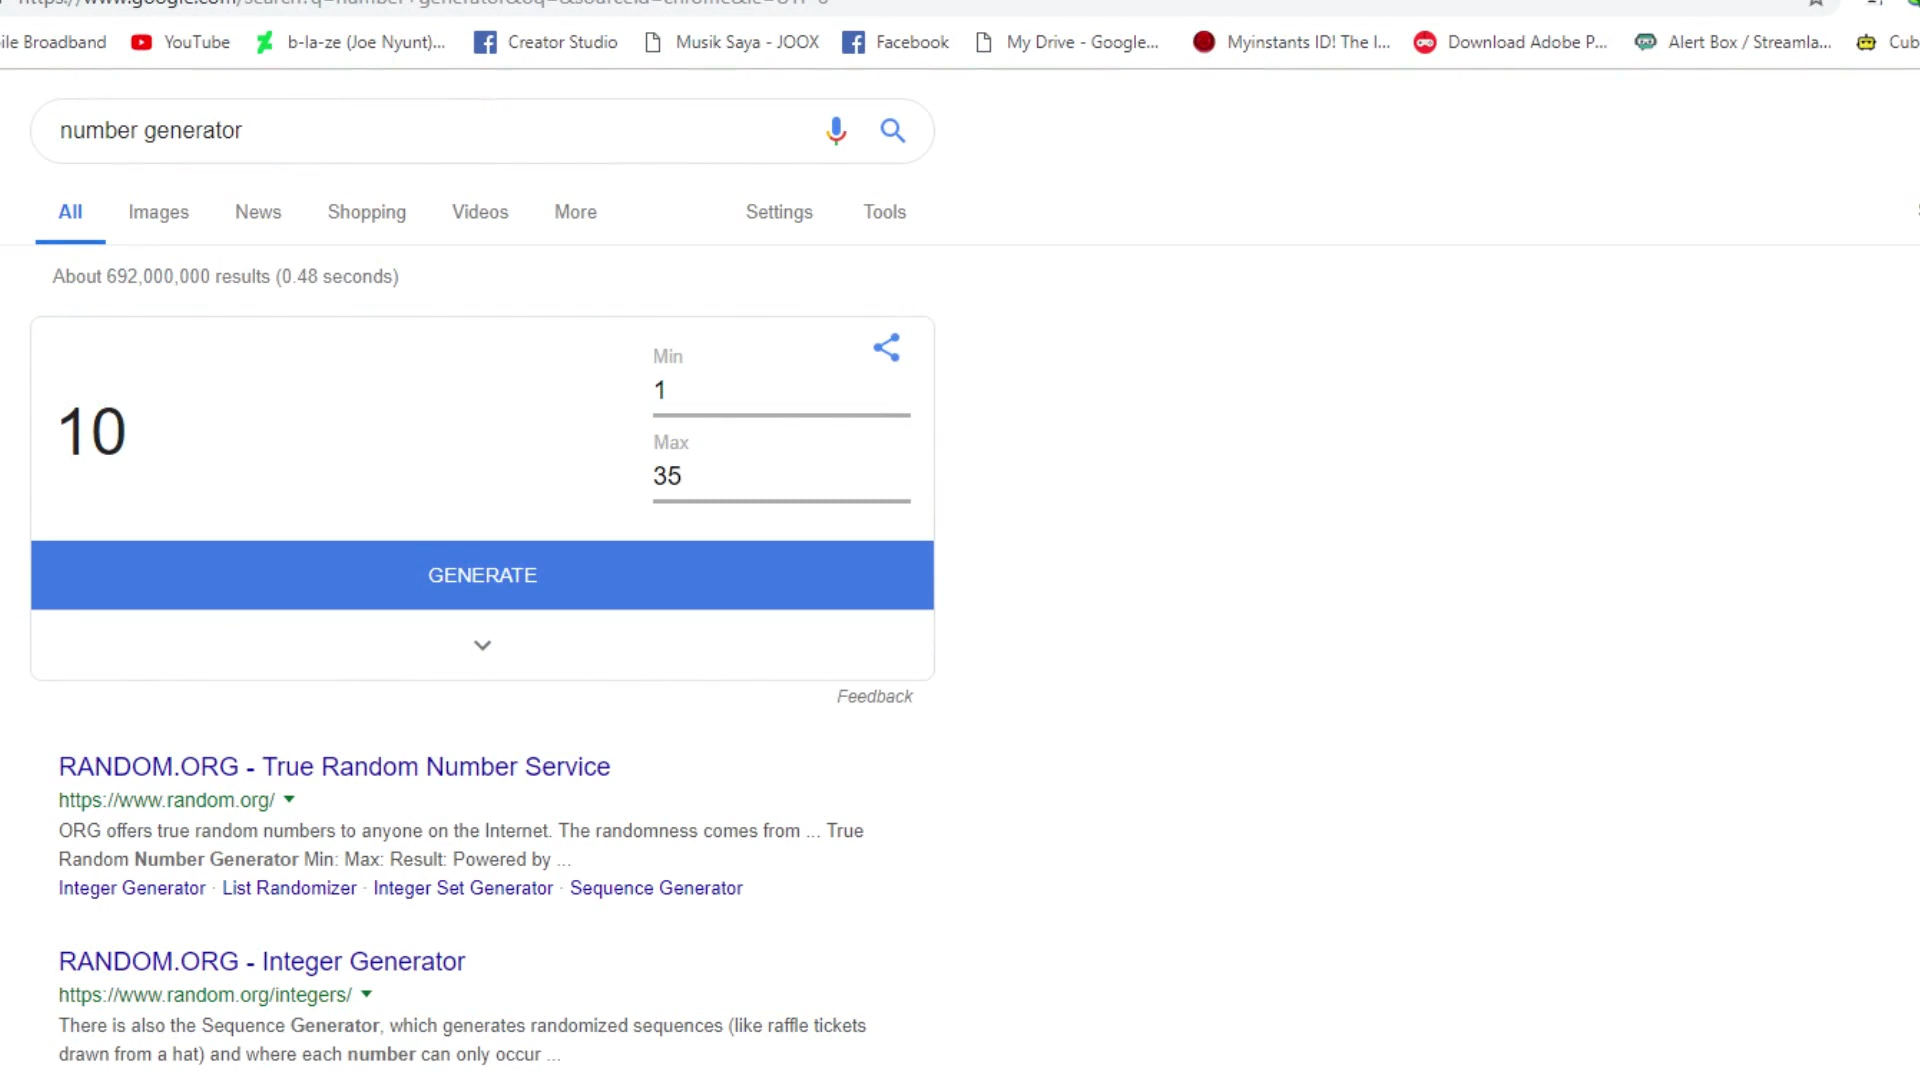 ile Broadband YouTube b-la-ze (Joe Nyunt)... Creator Studio Musik Saya - JOOX Facebook My Drive - Google... Myinstants ID! The I... Download Adobe P... Alert Box / Streamla... Cub
number generator
All Images News Shopping Videos More Settings Tools
About 692,000,000 results (0.48 seconds)
Min
1
10
Max
35
GENERATE
Feedback
RANDOM.ORG - True Random Number Service
https://www.random.org/
ORG offers true random numbers to anyone on the Internet. The randomness comes from ... True
Random Number Generator Min: Max: Result: Powered by ...
Integer Generator · List Randomizer · Integer Set Generator · Sequence Generator
RANDOM.ORG - Integer Generator
https://www.random.org/integers/
There is also the Sequence Generator, which generates randomized sequences (like raffle tickets
drawn from a hat) and where each number can only occur ...